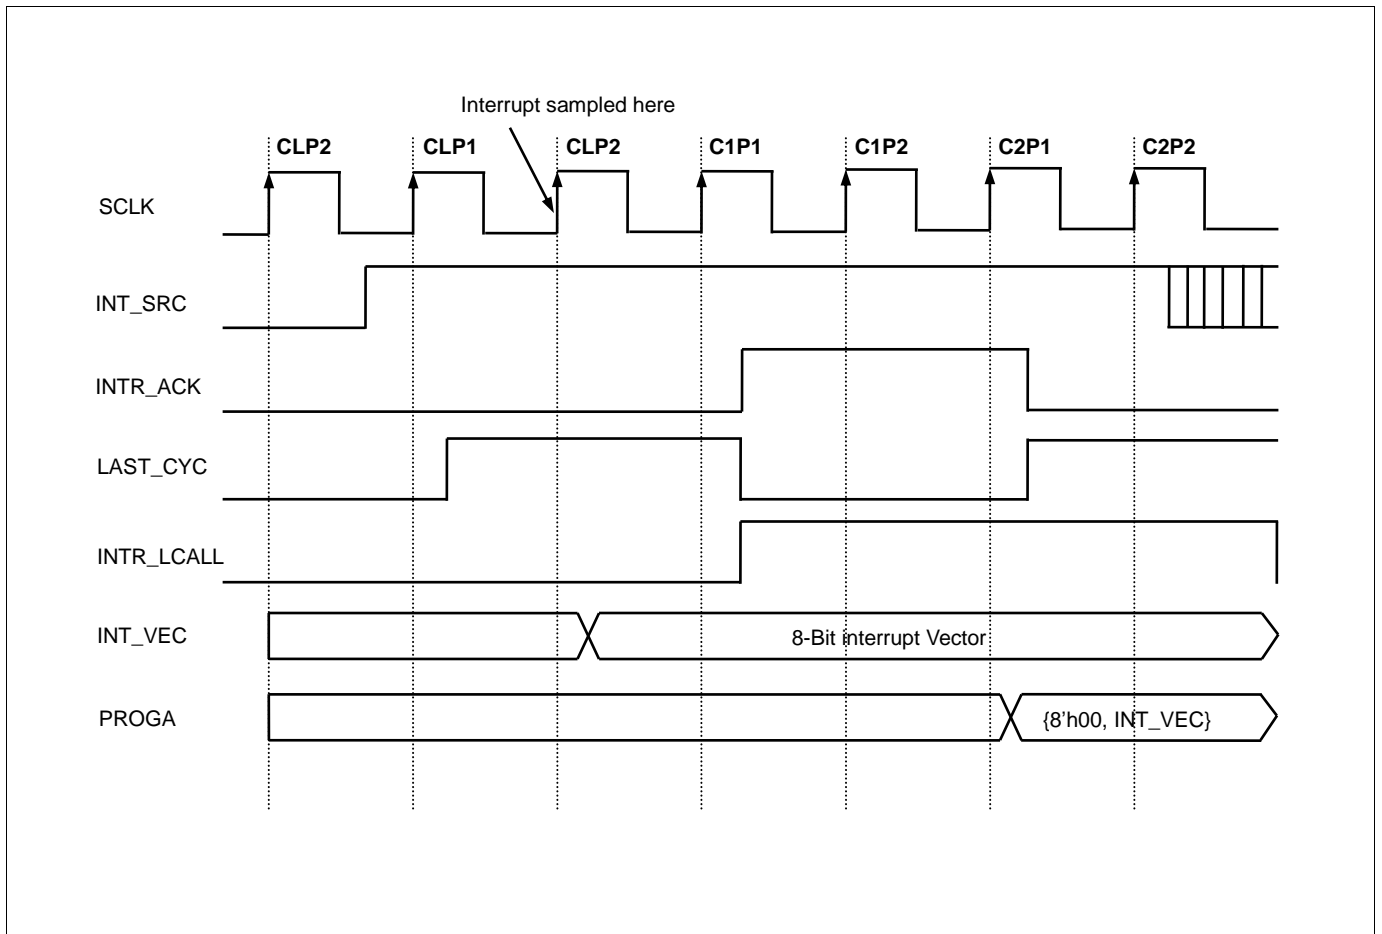 Interrupt sampled here
CLP2 CLP1 CLP2 C1P1 C1P2 C2P1 C2P2
SCLK
INT_SRC
INTR_ACK
LAST_CYC
INTR_LCALL
INT_VEC 8-Bit interrupt Vector
PROGA {8'h00, INT_VEC}